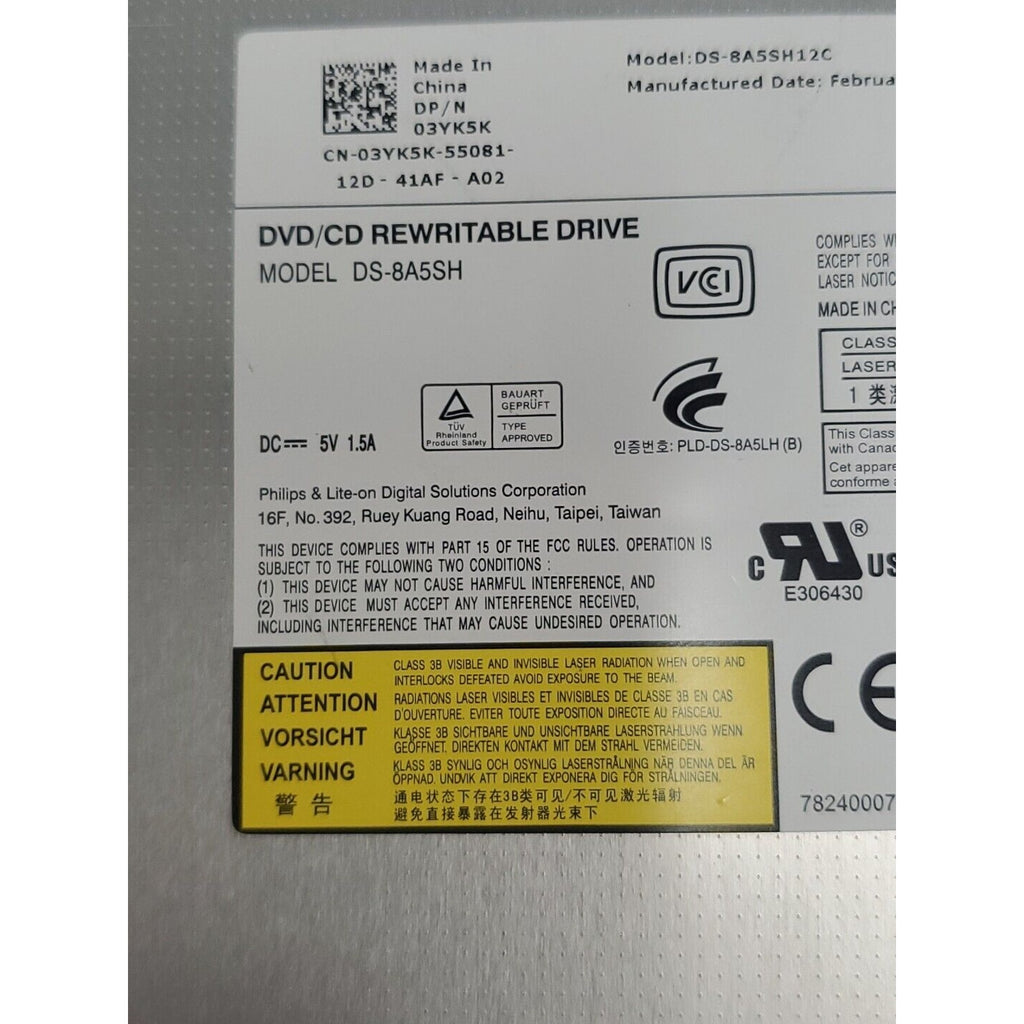 Made In
China
DP/N
03YK5K
CN-03YK5K-55081-
12D - 41AF - A02
Model:DS-8A5SH12C
Manufactured Date: Februa
DVD/CD REWRITABLE DRIVE
MODEL DS-8A5SH
VCCI
COMPLIES
EXCEPT FOR
LASER NOTIC
MADE IN CH
CLASS
LASER
1 类
This Class
with Canad
Cet appare
conforme
TÜV
Rheinland
Product Safety
BAUART
GEPRÜFT
TYPE
APPROVED
인증번호: PLD-DS-8A5LH (B)
DC 5V 1.5A
Philips & Lite-on Digital Solutions Corporation
16F, No. 392, Ruey Kuang Road, Neihu, Taipei, Taiwan
THIS DEVICE COMPLIES WITH PART 15 OF THE FCC RULES. OPERATION IS
SUBJECT TO THE FOLLOWING TWO CONDITIONS :
(1) THIS DEVICE MAY NOT CAUSE HARMFUL INTERFERENCE, AND
(2) THIS DEVICE MUST ACCEPT ANY INTERFERENCE RECEIVED,
INCLUDING INTERFERENCE THAT MAY CAUSE UNDESIRED OPERATION.
C RU ® US
E306430
CAUTION CLASS 3B VISIBLE AND INVISIBLE LASER RADIATION WHEN OPEN AND
INTERLOCKS DEFEATED AVOID EXPOSURE TO THE BEAM.
ATTENTION RADIATIONS LASER VISIBLES ET INVISIBLES DE CLASSE 3B EN CAS
D'OUVERTURE. EVITER TOUTE EXPOSITION DIRECTE AU FAISCEAU.
VORSICHT KLASSE 3B SICHTBARE UND UNSICHTBARE LASERSTRAHLUNG WENN
GEÖFFNET. DIREKTEN KONTAKT MIT DEM STRAHL VERMEIDEN.
VARNING KLASS 3B SYNLIG OCH OSYNLIG LASERSTRÅLNING NÄR DENNA DEL ÄR
ÖPPNAD. UNDVIK ATT DIREKT EXPONERA DIG FÖR STRÅLNINGEN.
警告 通电状态下存在3B类可见/不可见激光辐射
避免直接暴露在发射器光束下
CE
78240007